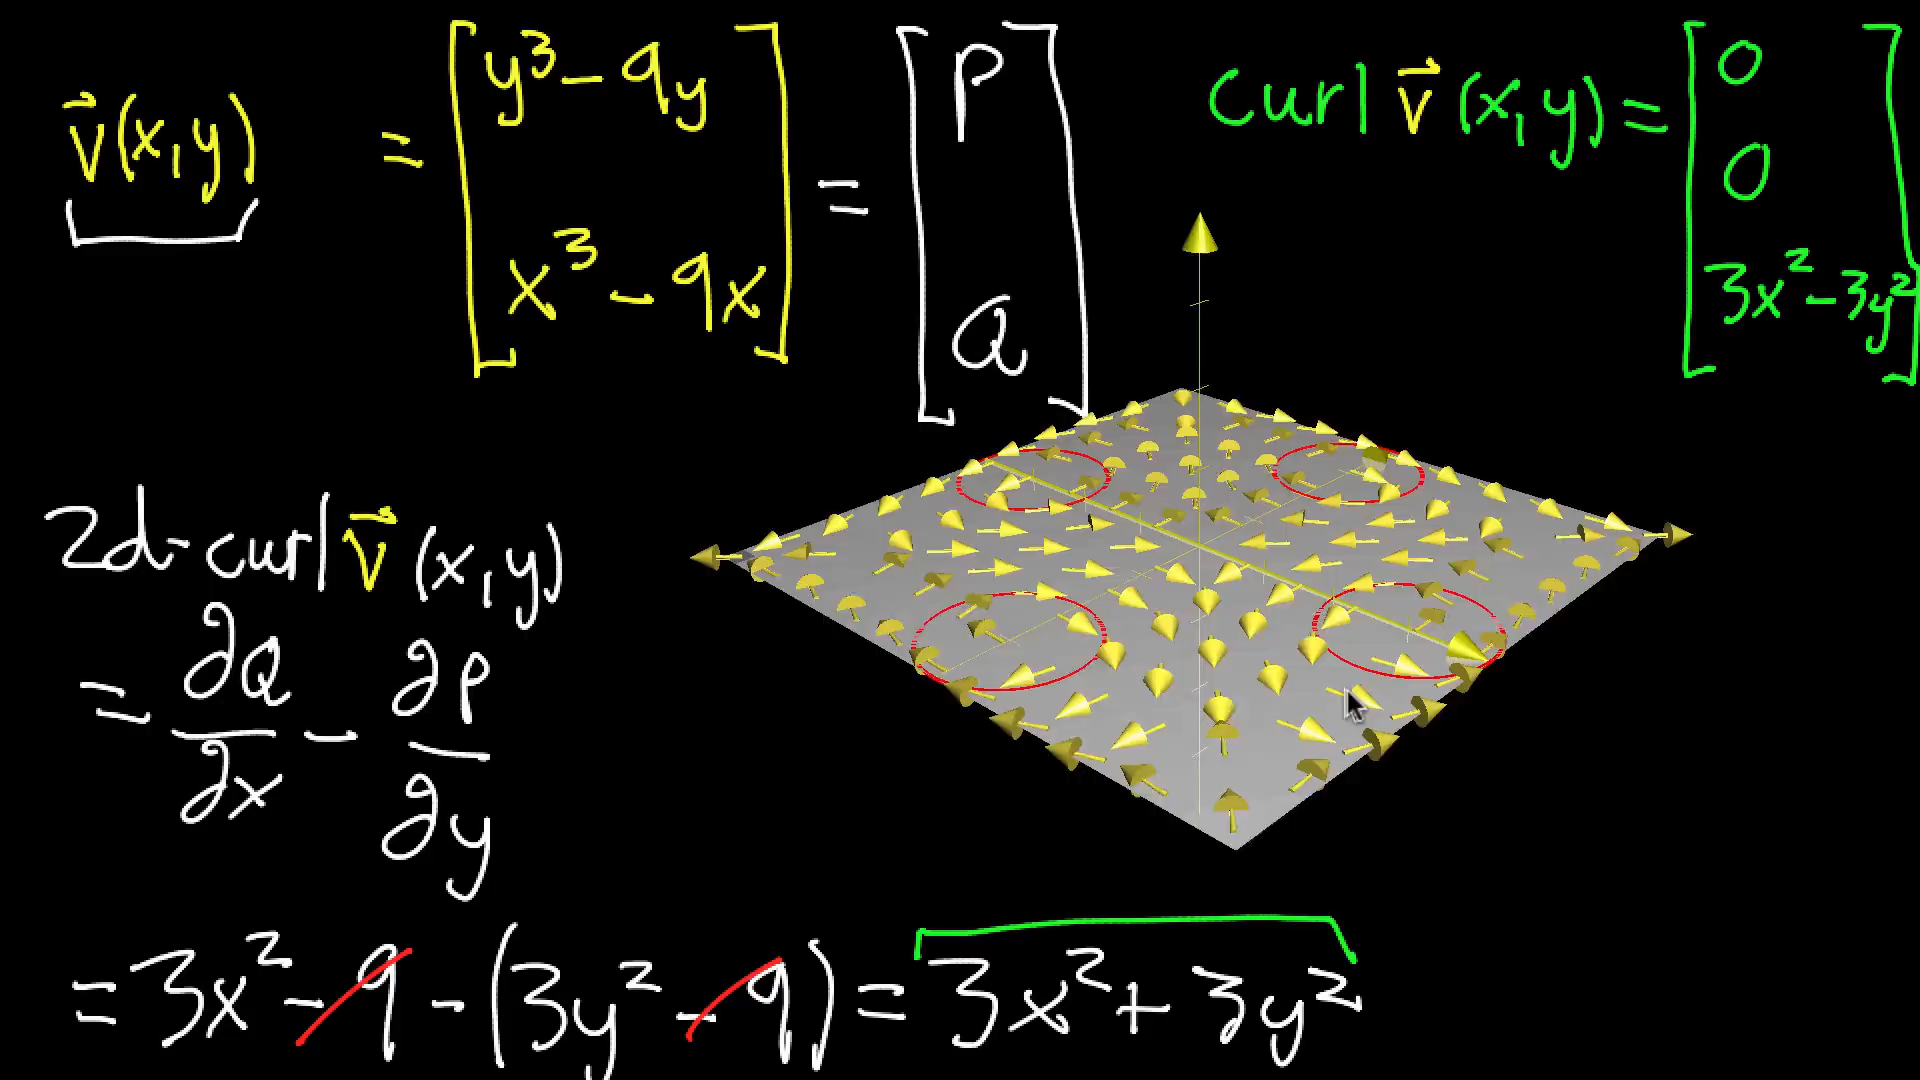 v⃗(x,y) = [y³ - 9y
x³ - 9x] = [P
Q]
curl v⃗(x,y) = [0
0
3x² - 3y²]
2d-curl v⃗(x,y)
= ∂Q/∂x - ∂P/∂y
= 3x² - 9 - (3y² - 9) = 3x² + 3y²